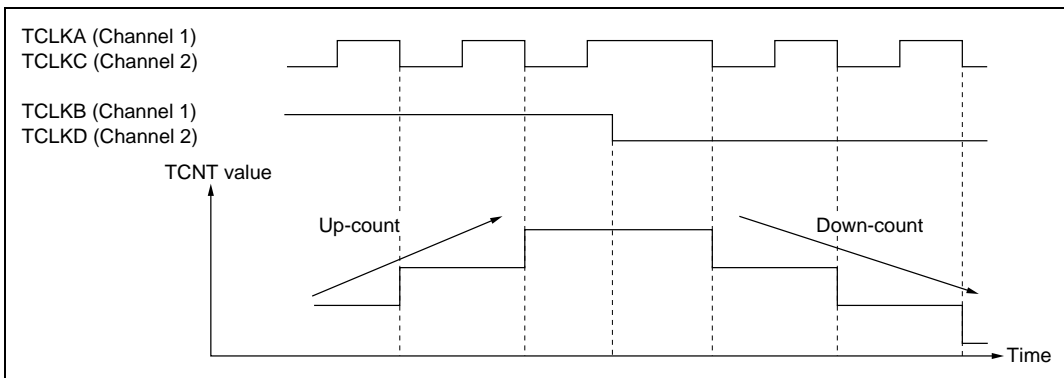 TCLKA (Channel 1)
TCLKC (Channel 2)
TCLKB (Channel 1)
TCLKD (Channel 2)
TCNT value
Up-count
Down-count
Time